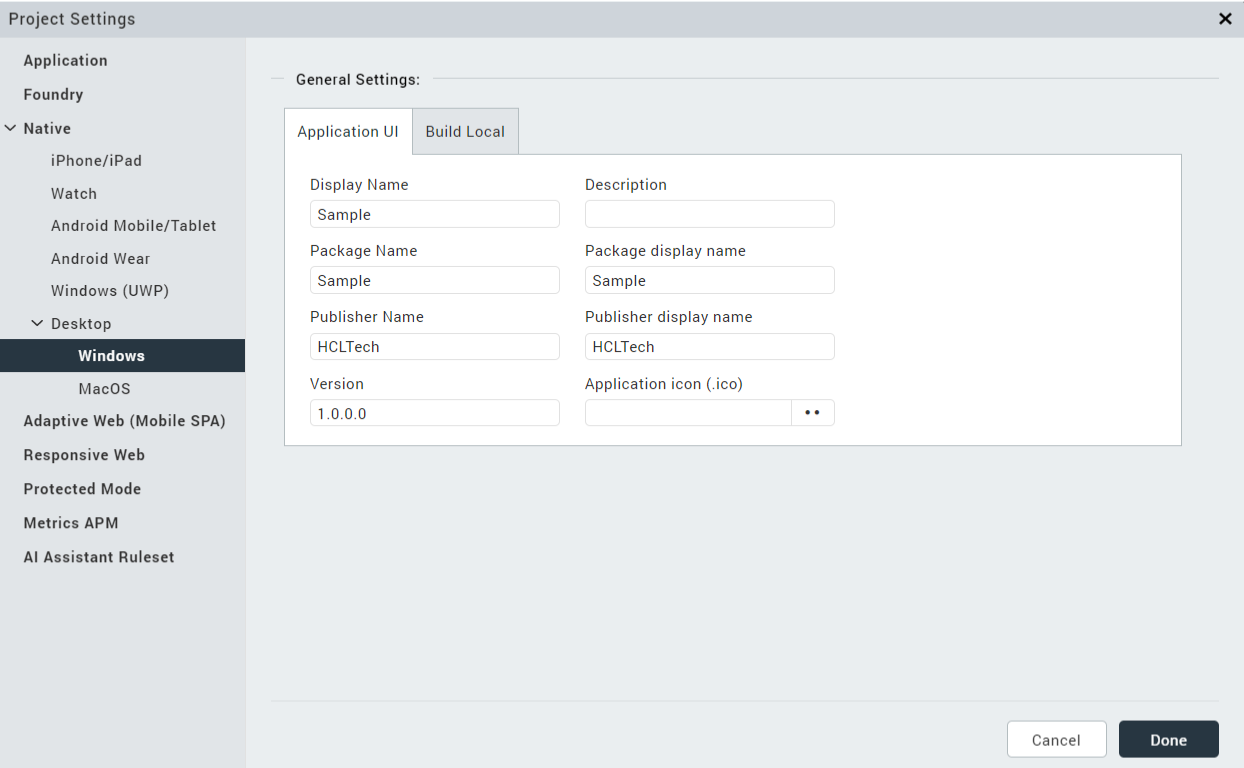 Project Settings
Application
Foundry
Native
iPhone/iPad
Watch
Android Mobile/Tablet
Android Wear
Windows (UWP)
Desktop
Windows
MacOS
Adaptive Web (Mobile SPA)
Responsive Web
Protected Mode
Metrics APM
AI Assistant Ruleset
General Settings:
Application UI Build Local
Display Name Description
Sample
Package Name Package display name
Sample Sample
Publisher Name Publisher display name
HCLTech HCLTech
Version Application icon (.ico)
1.0.0.0
Cancel Done